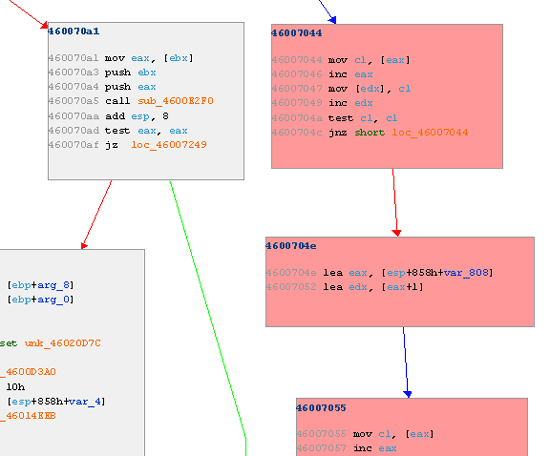 460070a1
460070a1 mov eax, [ebx]
460070a3 push ebx
460070a4 push eax
460070a5 call sub_4600E2F0
460070aa add esp, 8
460070ad test eax, eax
460070af jz loc_46007249
46007044
46007044 mov cl, [eax]
46007046 inc eax
46007047 mov [edx], cl
46007049 inc edx
4600704a test cl, cl
4600704c jnz short loc_46007044
[ebp+arg_8]
[ebp+arg_0]
set unk_46020D7C
_4600D3A0
10h
[esp+858h+var_4]
_46014EEB
4600704e
4600704e lea eax, [esp+858h+var_808]
46007052 lea edx, [eax+1]
46007055
46007055 mov cl, [eax]
46007057 inc eax